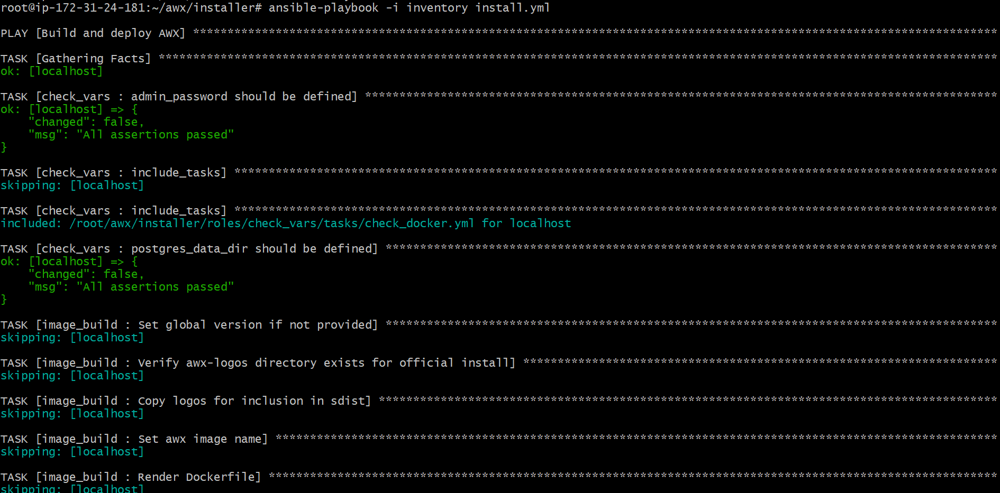 root@ip-172-31-24-181:~/awx/installer# ansible-playbook -i inventory install.yml
PLAY [Build and deploy AWX] *********************************************************************************************************************
TASK [Gathering Facts] **************************************************************************************************************************
ok: [localhost]
TASK [check_vars : admin_password should be defined] ********************************************************************************************
ok: [localhost] => {
    "changed": false,
    "msg": "All assertions passed"
}
TASK [check_vars : include_tasks] ***************************************************************************************************************
skipping: [localhost]
TASK [check_vars : include_tasks] ***************************************************************************************************************
included: /root/awx/installer/roles/check_vars/tasks/check_docker.yml for localhost
TASK [check_vars : postgres_data_dir should be defined] *****************************************************************************************
ok: [localhost] => {
    "changed": false,
    "msg": "All assertions passed"
}
TASK [image_build : Set global version if not provided] *****************************************************************************************
skipping: [localhost]
TASK [image_build : Verify awx-logos directory exists for official install] *********************************************************************
skipping: [localhost]
TASK [image_build : Copy logos for inclusion in sdist] ******************************************************************************************
skipping: [localhost]
TASK [image_build : Set awx image name] *********************************************************************************************************
skipping: [localhost]
TASK [image_build : Render Dockerfile] **********************************************************************************************************
skipping: [localhost]